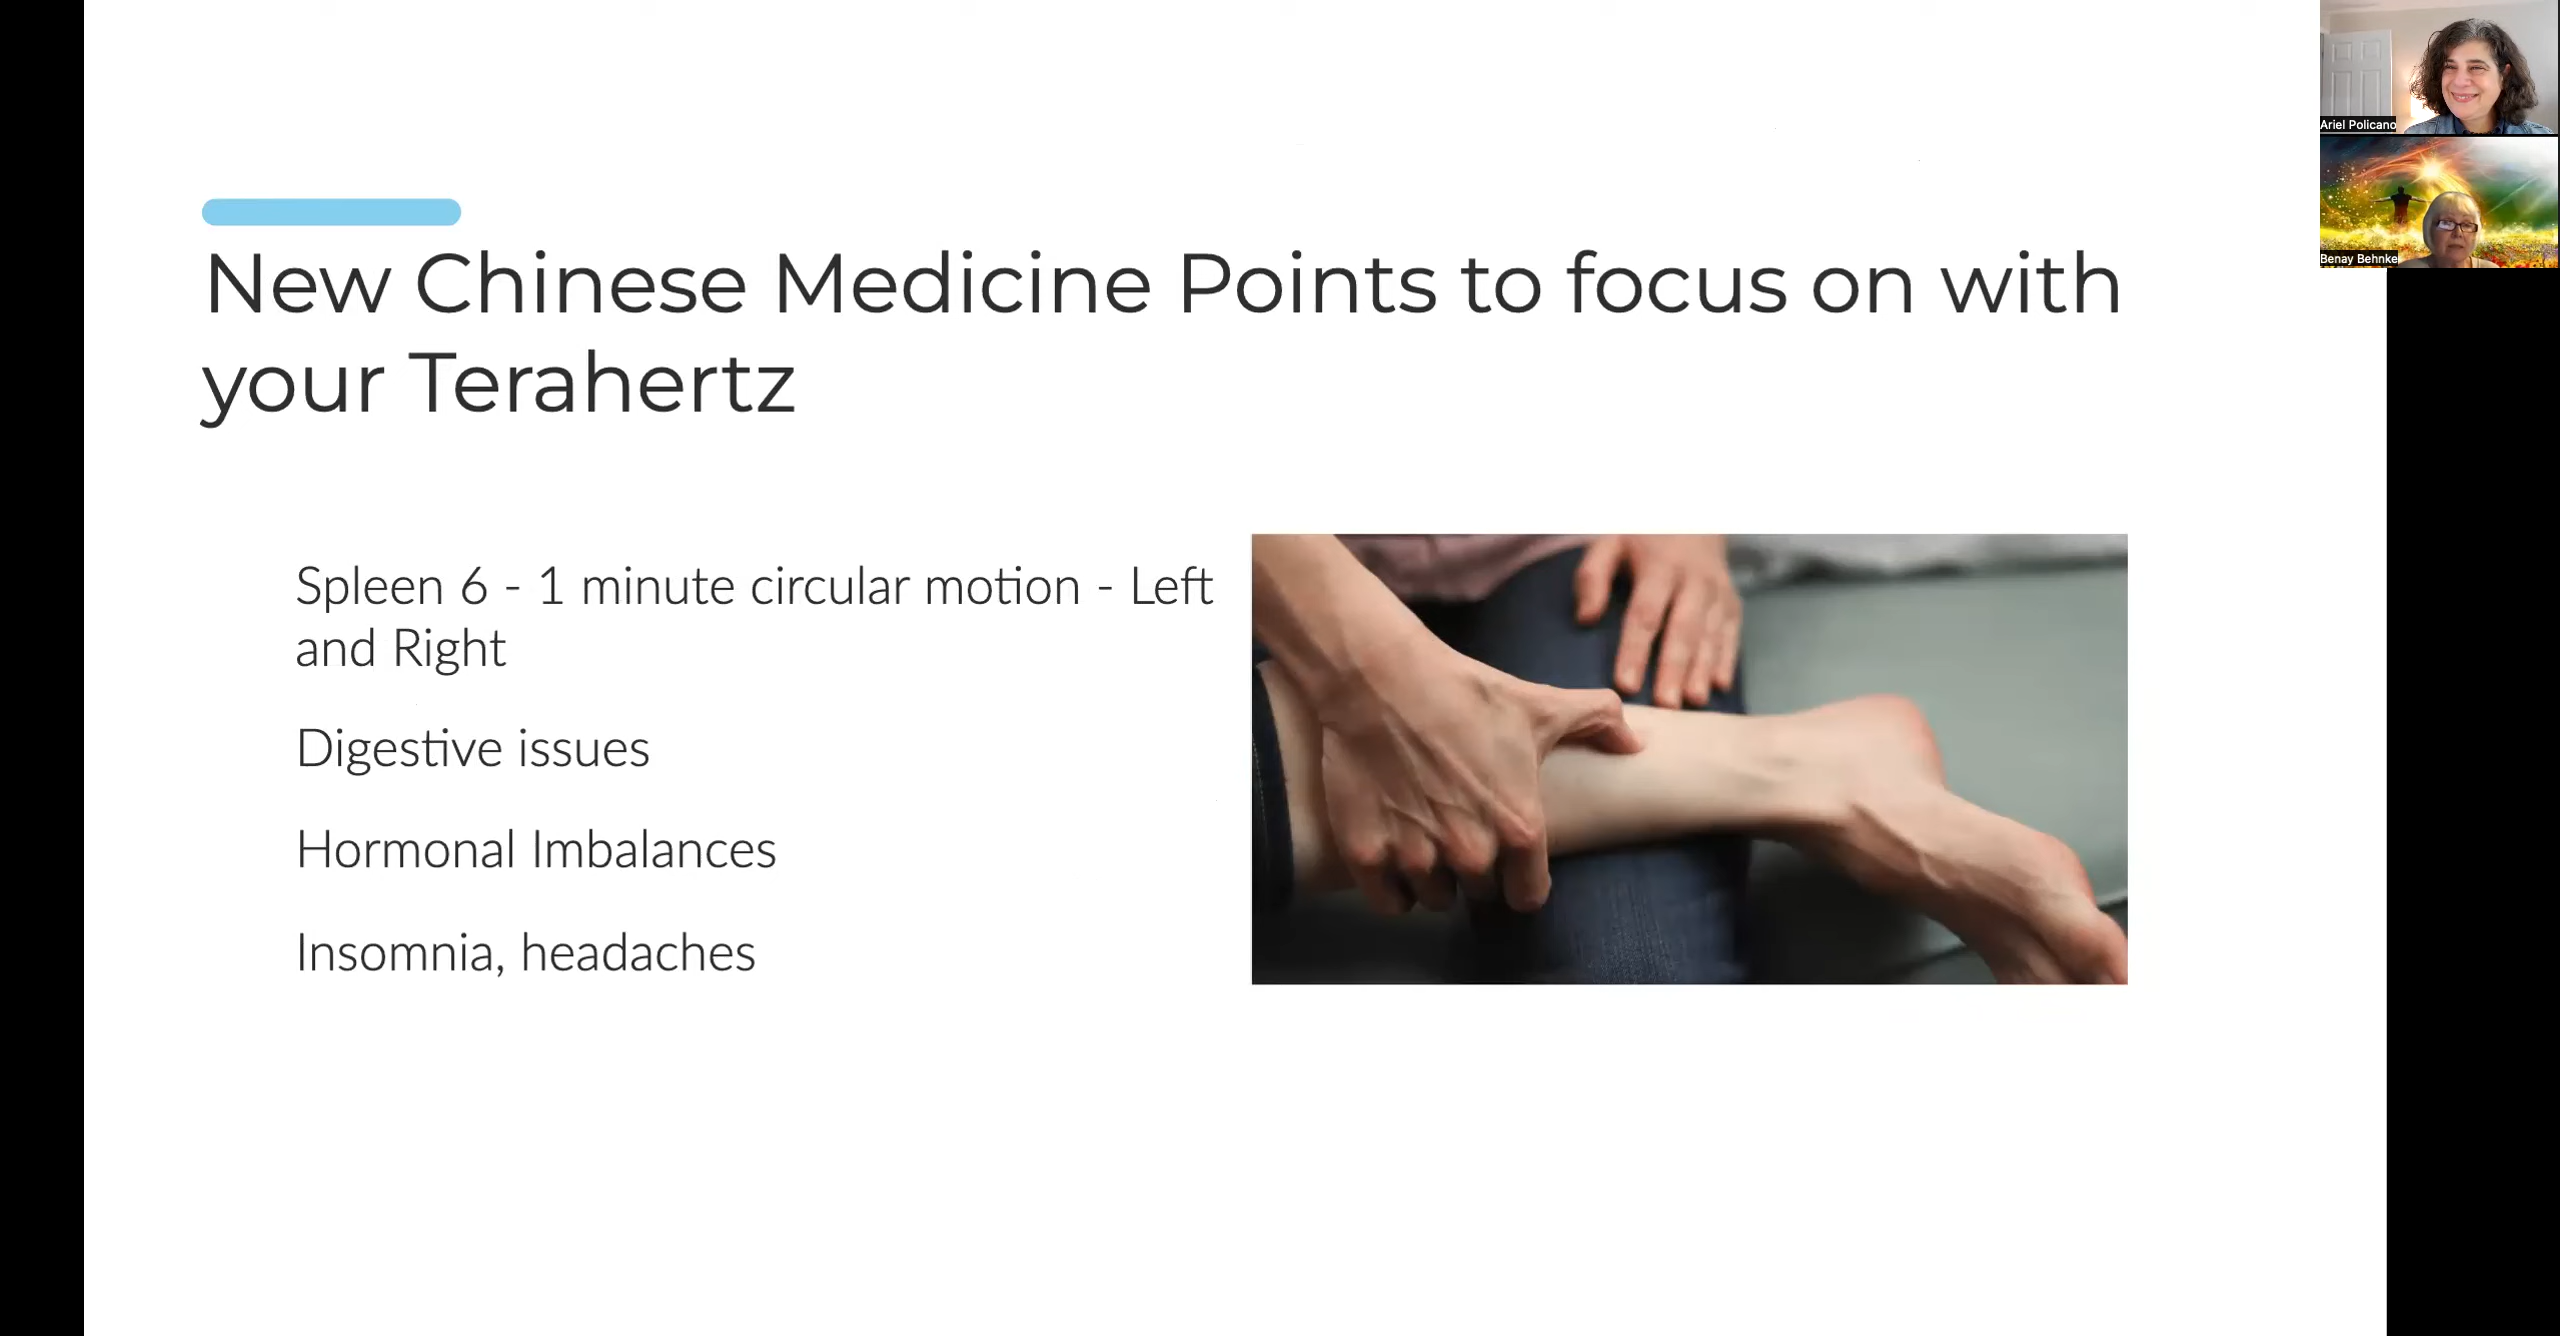 New Chinese Medicine Points to focus on with
your Terahertz
Spleen 6 - 1 minute circular motion - Left
and Right
Digestive issues
Hormonal Imbalances
Insomnia, headaches
Ariel Policano
Benay Behnke